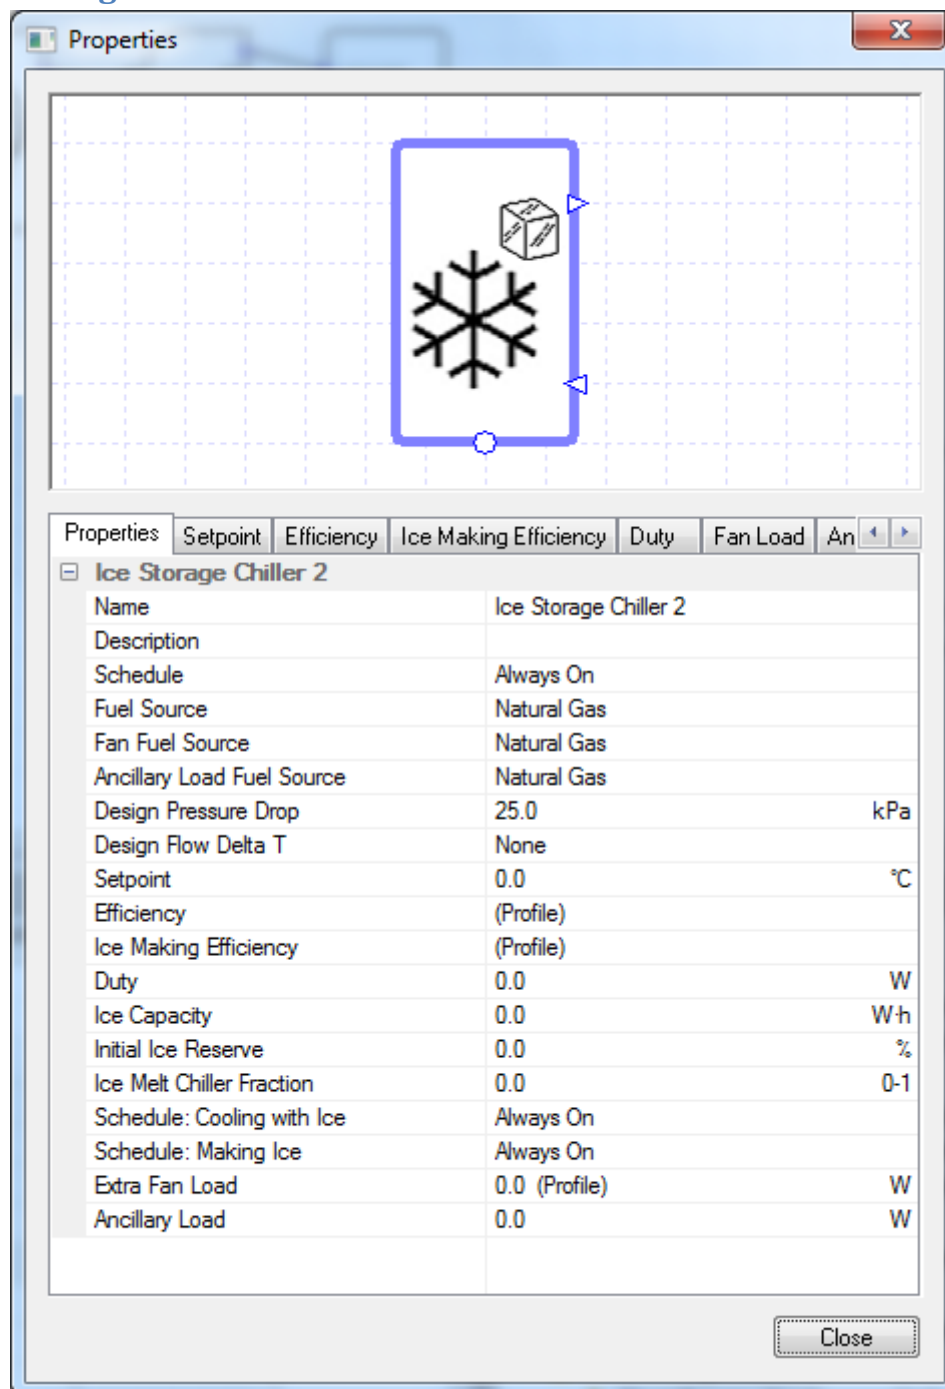 Properties
Properties Setpoint Efficiency Ice Making Efficiency Duty Fan Load An
Ice Storage Chiller 2
Name Ice Storage Chiller 2
Description
Schedule Always On
Fuel Source Natural Gas
Fan Fuel Source Natural Gas
Ancillary Load Fuel Source Natural Gas
Design Pressure Drop 25.0 kPa
Design Flow Delta T None
Setpoint 0.0 °C
Efficiency (Profile)
Ice Making Efficiency (Profile)
Duty 0.0 W
Ice Capacity 0.0 W·h
Initial Ice Reserve 0.0 %
Ice Melt Chiller Fraction 0.0 0-1
Schedule: Cooling with Ice Always On
Schedule: Making Ice Always On
Extra Fan Load 0.0 (Profile) W
Ancillary Load 0.0 W
Close